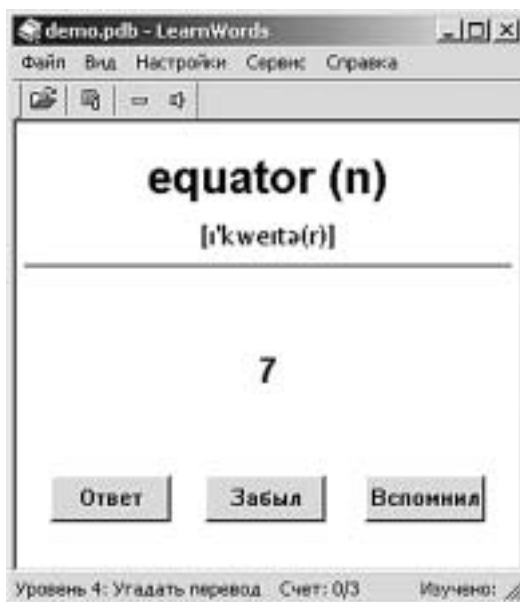 demo.pdb - LearnWords
Файл Вид Настройки Сервис Справка
equator (n)
[ı'kweıtə(r)]
7
Ответ Забыл Вспомнил
Уровень 4: Угадать перевод Счет: 0/3 Изучено: